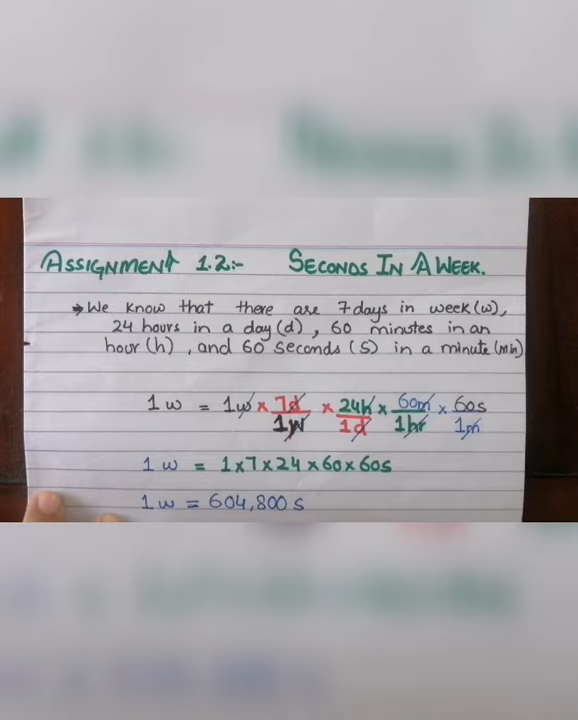 ASSIGNMENT 1.2:- SECONDS IN A WEEK.
→ We know that there are 7days in week (w),
24 hours in a day (d), 60 minutes in an
hour (h), and 60 seconds (S) in a minute (min)
1 w = 1w × 7d/1w × 24h/1d × 60m/1hr × 60s/1m
1 w = 1×7×24×60×60s
1 w = 604,800 s